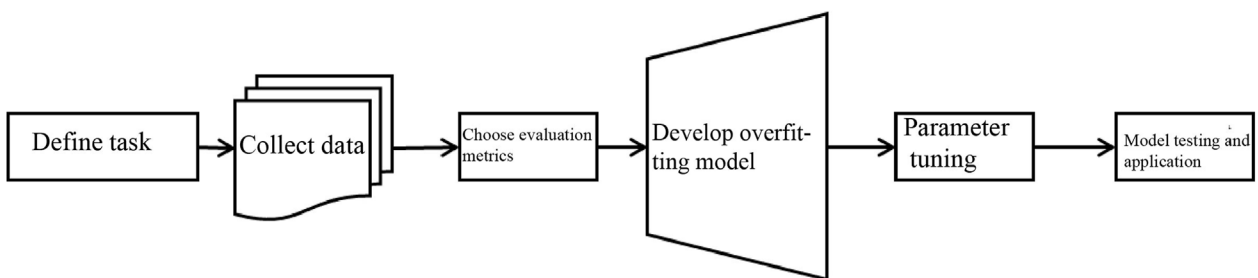 Define task
Collect data
Choose evaluation
metrics
Develop overfit-
ting model
Parameter
tuning
Model testing and
application